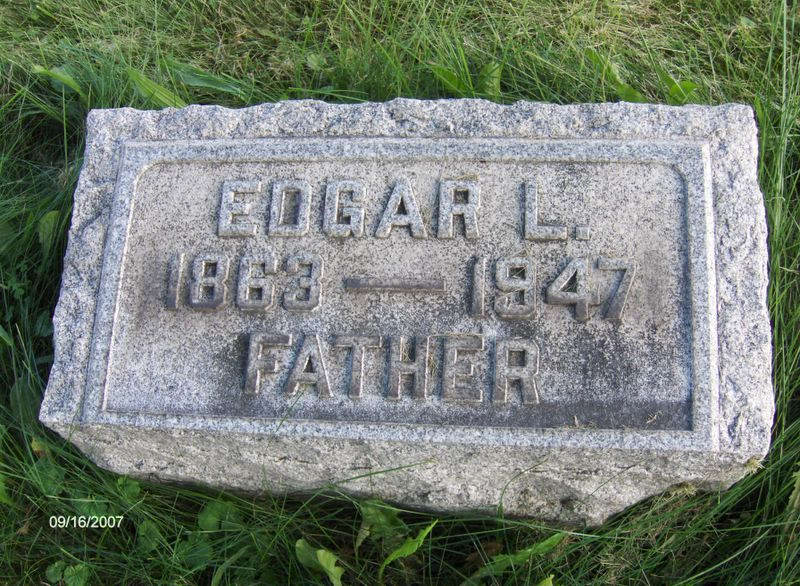 EDGAR L.
1863 — 1947
FATHER
09/16/2007